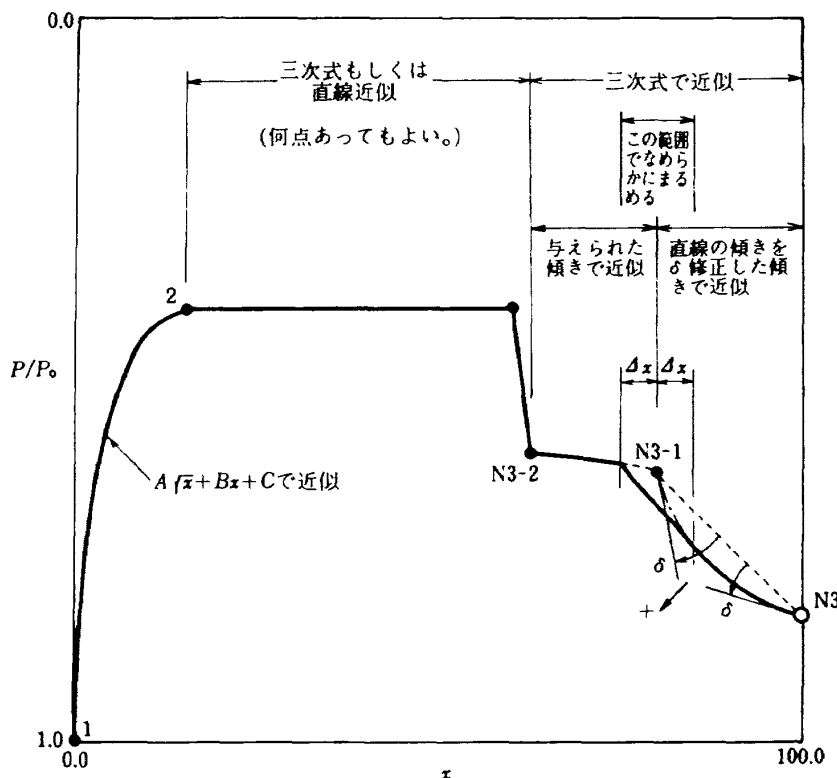 0.0
三次式もしくは
直線近似
三次式で近似
(何点あってもよい。)
この範囲
でなめら
かにまる
める
与えられた
傾きで近似
直線の傾きを
δ修正した傾
きで近似
2
P/P₀
Δx Δx
N3-1
N3-2
A√x+Bx+Cで近似
δ
δ
+
N3
1
1.0
0.0
100.0
x